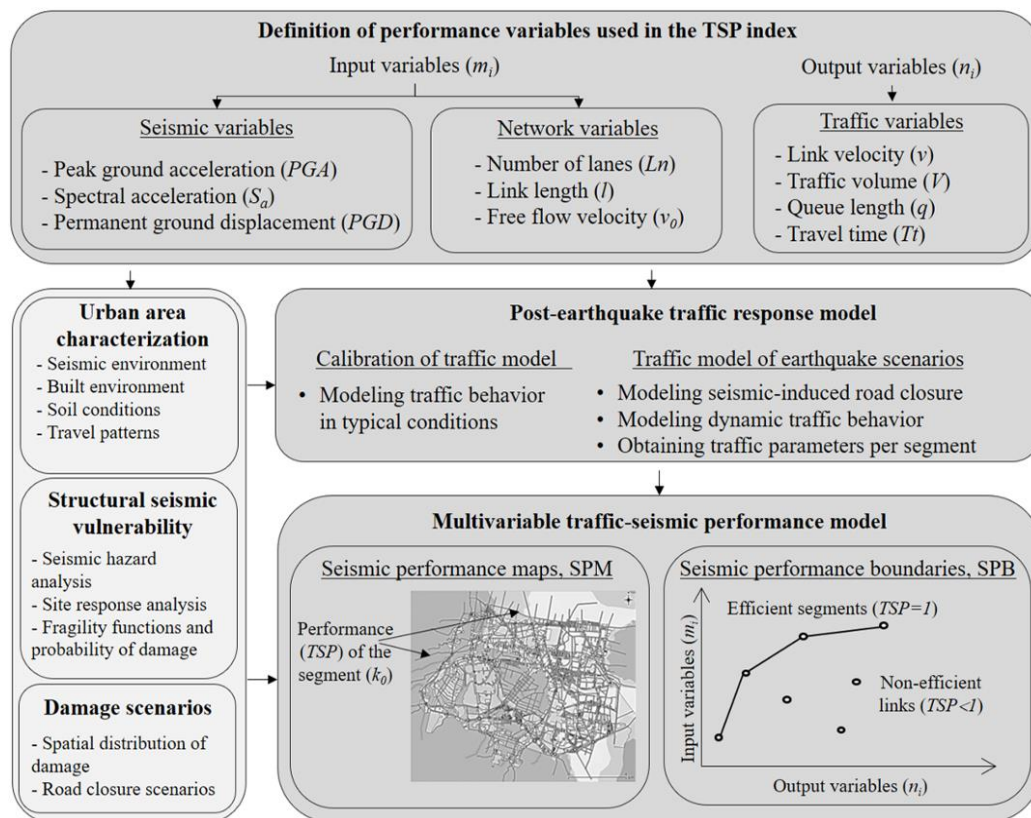 Definition of performance variables used in the TSP index
Input variables (m_i)
Output variables (n_i)
Seismic variables
- Peak ground acceleration (PGA)
- Spectral acceleration (S_a)
- Permanent ground displacement (PGD)
Network variables
- Number of lanes (Ln)
- Link length (l)
- Free flow velocity (v_0)
Traffic variables
- Link velocity (v)
- Traffic volume (V)
- Queue length (q)
- Travel time (Tt)
Urban area
characterization
- Seismic environment
- Built environment
- Soil conditions
- Travel patterns
Structural seismic
vulnerability
- Seismic hazard
analysis
- Site response analysis
- Fragility functions and
probability of damage
Damage scenarios
- Spatial distribution of
damage
- Road closure scenarios
Post-earthquake traffic response model
Calibration of traffic model
• Modeling traffic behavior
in typical conditions
Traffic model of earthquake scenarios
• Modeling seismic-induced road closure
• Modeling dynamic traffic behavior
• Obtaining traffic parameters per segment
Multivariable traffic-seismic performance model
Seismic performance maps, SPM
Performance
(TSP) of the
segment (k_0)
Seismic performance boundaries, SPB
Efficient segments (TSP=1)
Non-efficient
links (TSP<1)
Input variables (m_i)
Output variables (n_i)